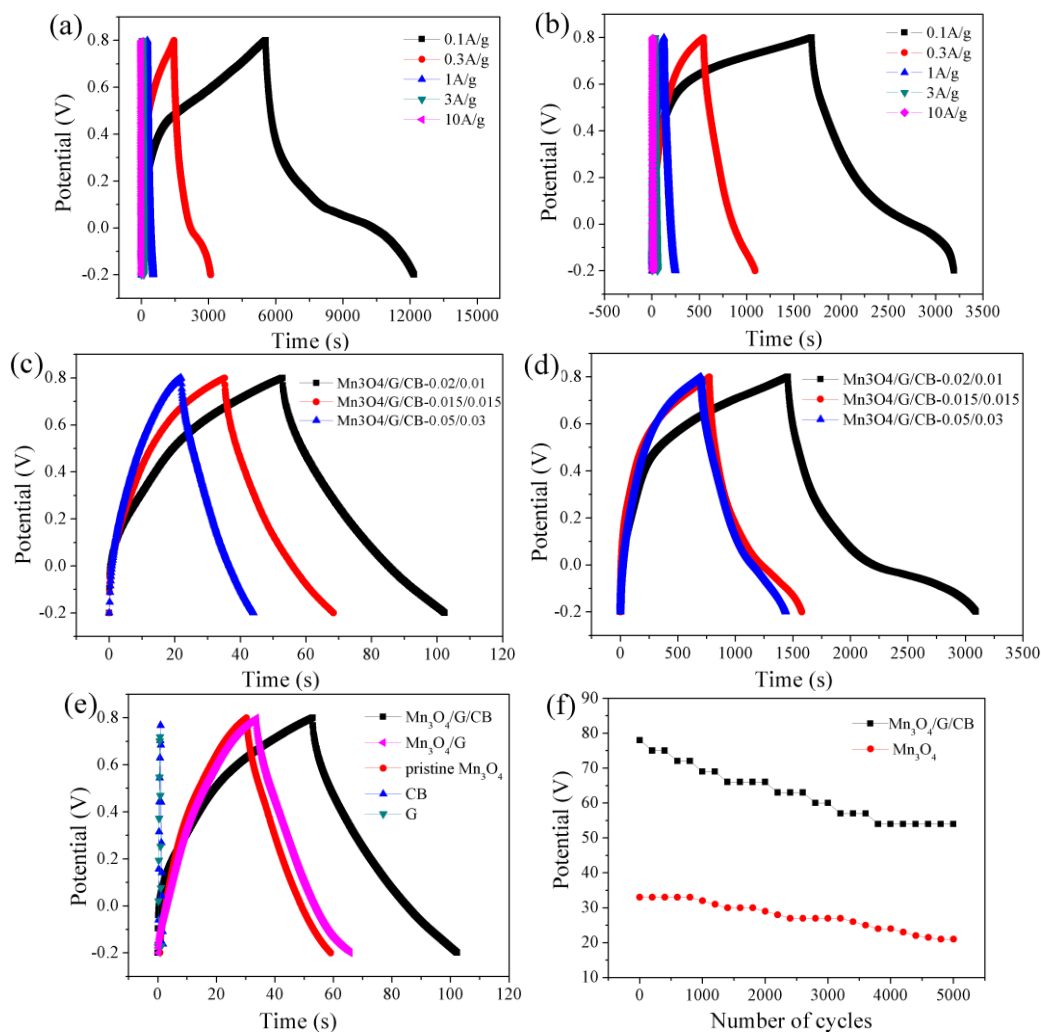 (a)
0.8
0.6
0.4
0.2
0.0
-0.2
Potential (V)
0.1A/g
0.3A/g
1A/g
3A/g
10A/g
0 3000 6000 9000 12000 15000
Time (s)
(b)
0.8
0.6
0.4
0.2
0.0
-0.2
Potential (V)
0.1A/g
0.3A/g
1A/g
3A/g
10A/g
-500 0 500 1000 1500 2000 2500 3000 3500
Time (s)
(c)
0.8
0.4
0.0
-0.2
Potential (V)
Mn3O4/G/CB-0.02/0.01
Mn3O4/G/CB-0.015/0.015
Mn3O4/G/CB-0.05/0.03
0 20 40 60 80 100 120
Time (s)
(d)
0.8
0.4
0.2
0.0
-0.2
Potential (V)
Mn3O4/G/CB-0.02/0.01
Mn3O4/G/CB-0.015/0.015
Mn3O4/G/CB-0.05/0.03
0 500 1000 1500 2000 2500 3000 3500
Time (s)
(e)
0.8
0.6
0.4
0.2
0.0
-0.2
Potential (V)
Mn₃O₄/G/CB
Mn₃O₄/G
pristine Mn₃O₄
CB
G
0 20 40 60 80 100 120
Time (s)
(f)
90
80
70
60
50
40
30
20
10
Potential (V)
Mn₃O₄/G/CB
Mn₃O₄
0 1000 2000 3000 4000 5000
Number of cycles